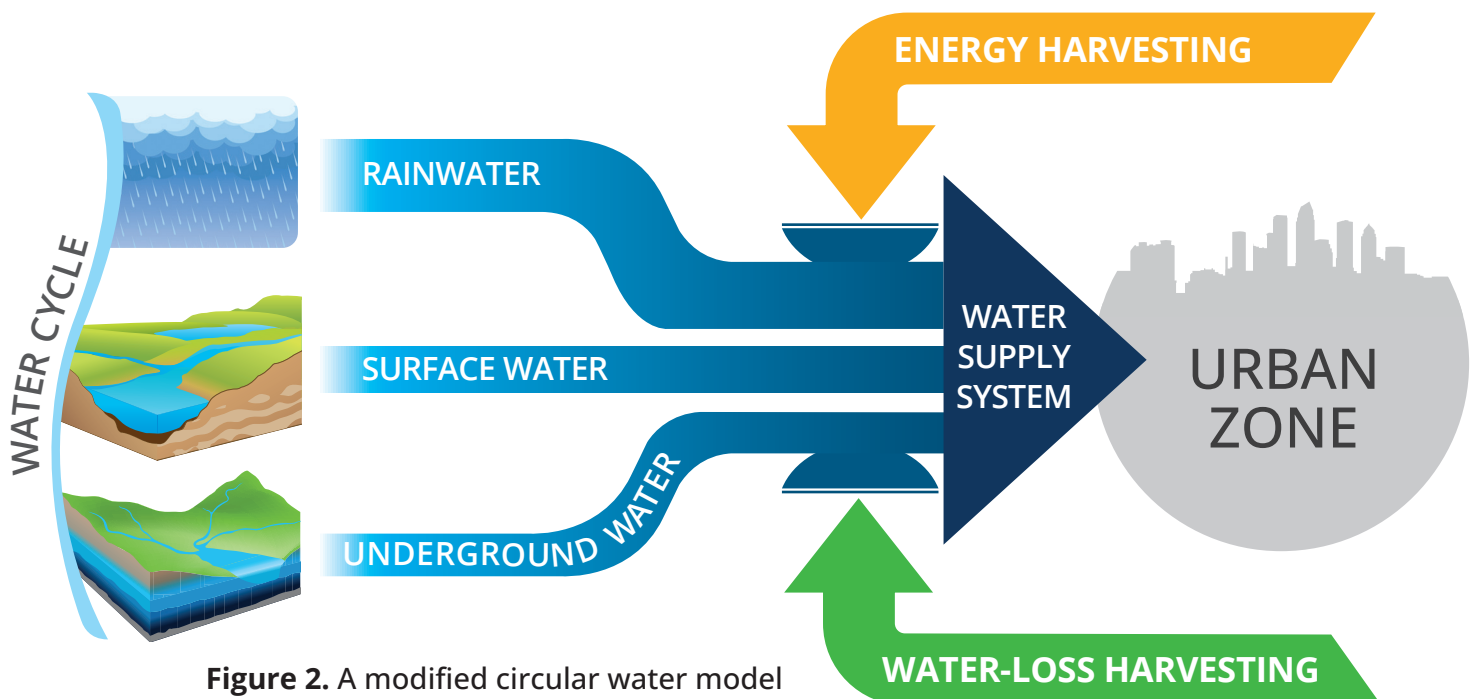 ENERGY HARVESTING
WATER CYCLE
RAINWATER
SURFACE WATER
UNDERGROUND WATER
WATER
SUPPLY
SYSTEM
URBAN
ZONE
WATER-LOSS HARVESTING
Figure 2. A modified circular water model